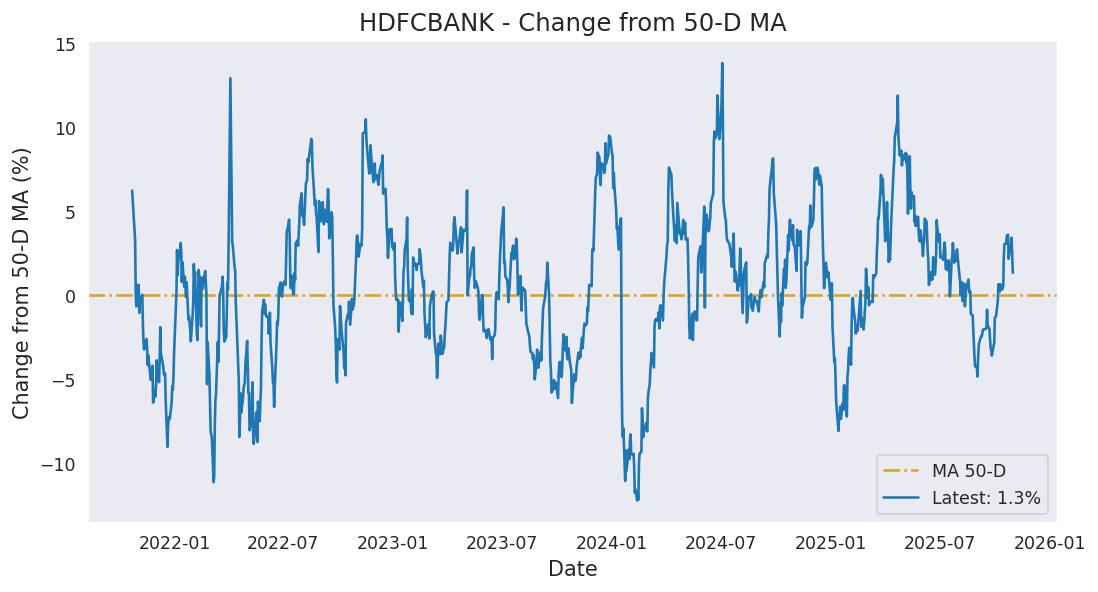 HDFCBANK - Change from 50-D MA
Change from 50-D MA (%)
15
10
5
0
−5
−10
MA 50-D
Latest: 1.3%
2022-01 2022-07 2023-01 2023-07 2024-01 2024-07 2025-01 2025-07 2026-01
Date